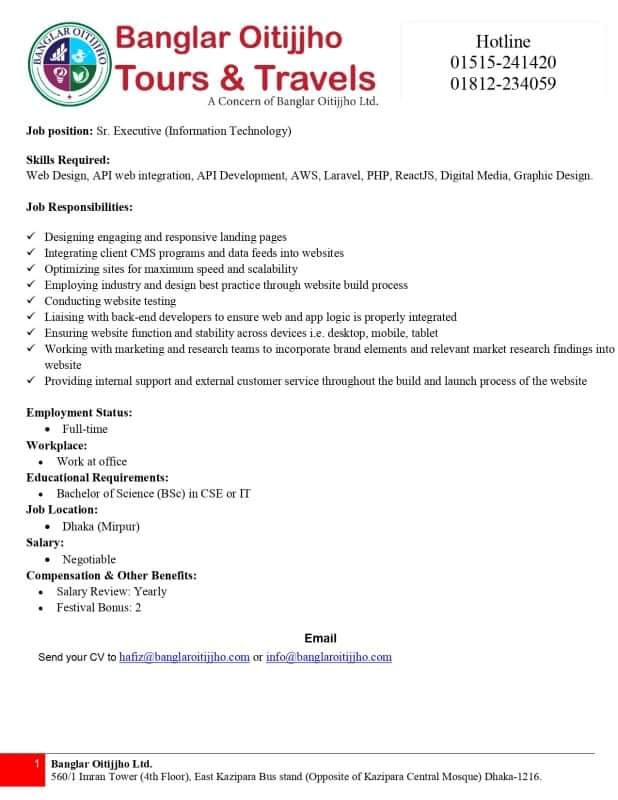 BANGLAR OITIJJHO
Banglar Oitijjho
Tours & Travels
A Concern of Banglar Oitijjho Ltd.
Hotline
01515-241420
01812-234059
Job position: Sr. Executive (Information Technology)
Skills Required:
Web Design, API web integration, API Development, AWS, Laravel, PHP, ReactJS, Digital Media, Graphic Design.
Job Responsibilities:
✓ Designing engaging and responsive landing pages
✓ Integrating client CMS programs and data feeds into websites
✓ Optimizing sites for maximum speed and scalability
✓ Employing industry and design best practice through website build process
✓ Conducting website testing
✓ Liaising with back-end developers to ensure web and app logic is properly integrated
✓ Ensuring website function and stability across devices i.e. desktop, mobile, tablet
✓ Working with marketing and research teams to incorporate brand elements and relevant market research findings into
website
✓ Providing internal support and external customer service throughout the build and launch process of the website
Employment Status:
• Full-time
Workplace:
• Work at office
Educational Requirements:
• Bachelor of Science (BSc) in CSE or IT
Job Location:
• Dhaka (Mirpur)
Salary:
• Negotiable
Compensation & Other Benefits:
• Salary Review: Yearly
• Festival Bonus: 2
Email
Send your CV to hafiz@banglaroitijjho.com or info@banglaroitijjho.com
1 Banglar Oitijjho Ltd.
560/1 Imran Tower (4th Floor), East Kazipara Bus stand (Opposite of Kazipara Central Mosque) Dhaka-1216.